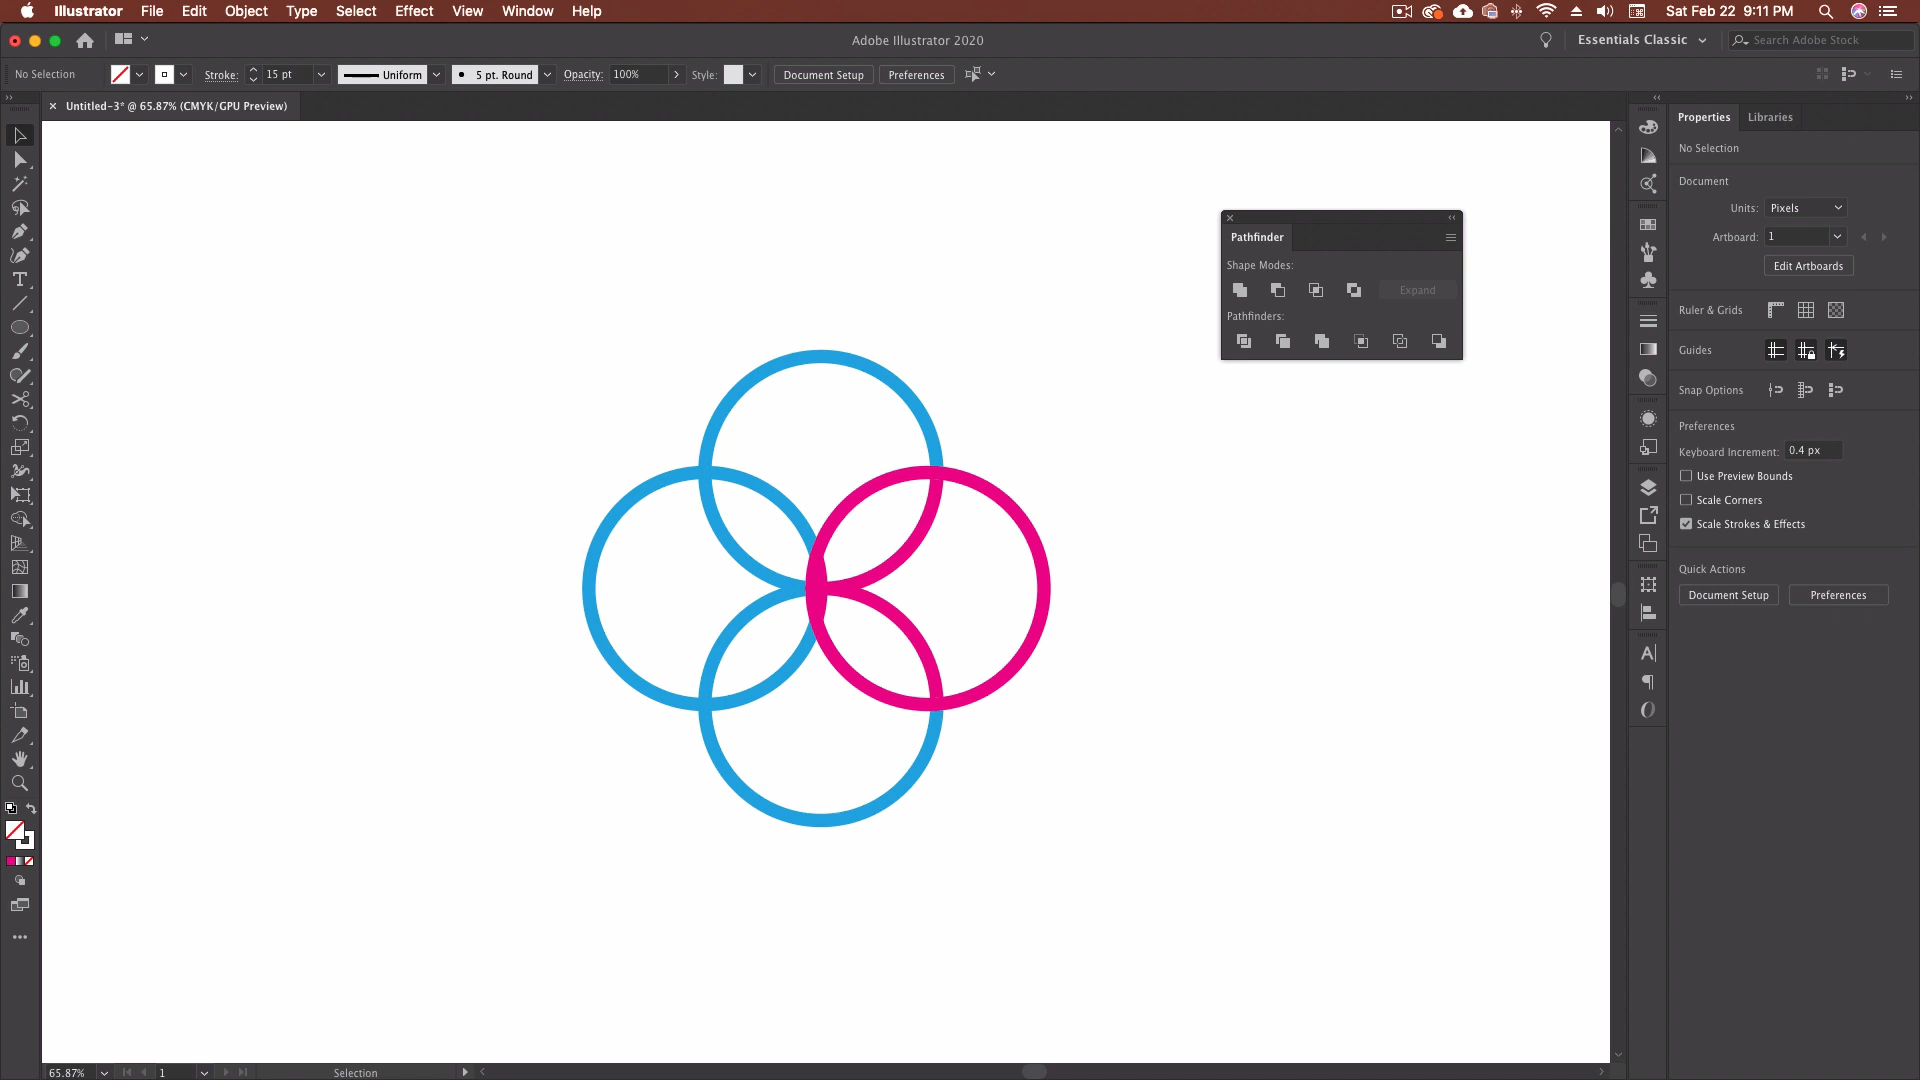 Illustrator File Edit Object Type Select Effect View Window Help Sat Feb 22 9:11 PM
Adobe Illustrator 2020 Essentials Classic Search Adobe Stock
No Selection Stroke: 15 pt Uniform 5 pt. Round Opacity: 100% Style: Document Setup Preferences
Untitled-3* @ 65.87% (CMYK/GPU Preview)
Properties Libraries
No Selection
Document
Units: Pixels
Artboard: 1
Edit Artboards
Ruler & Grids
Guides
Snap Options
Preferences
Keyboard Increment: 0.4 px
Use Preview Bounds
Scale Corners
Scale Strokes & Effects
Quick Actions
Document Setup Preferences
Pathfinder
Shape Modes:
Expand
Pathfinders:
65.87% 1 Selection